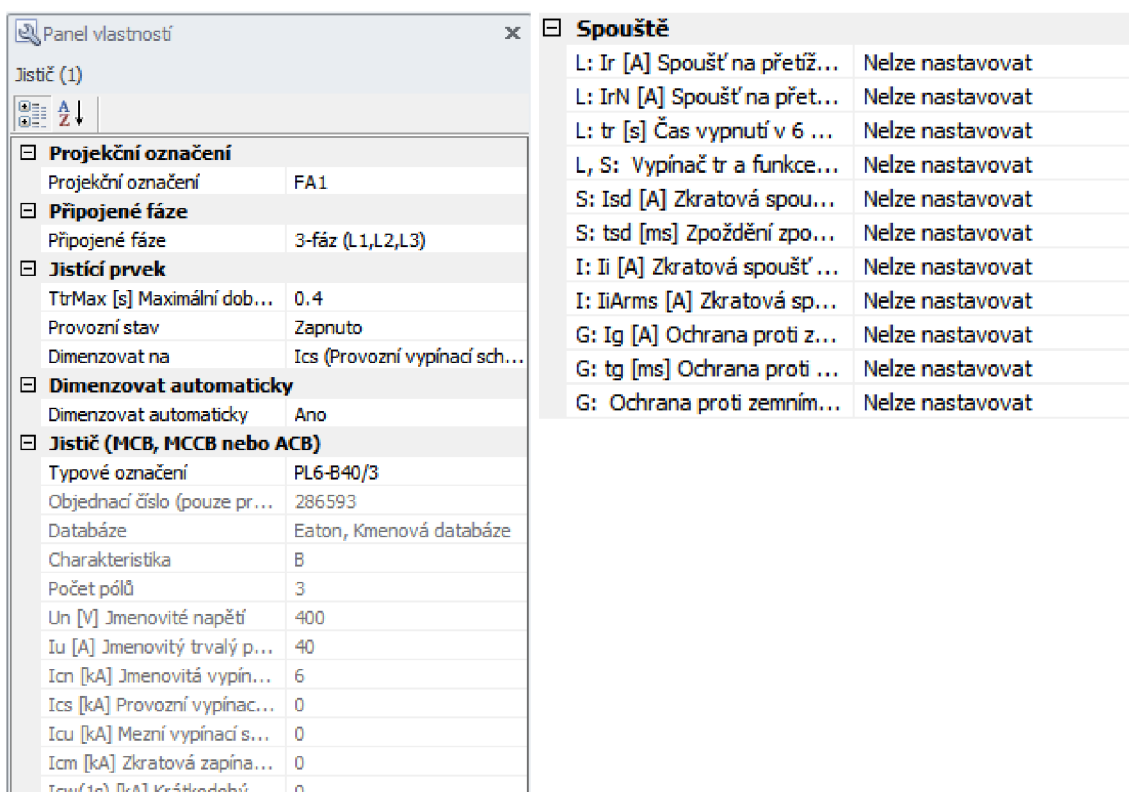 Panel vlastností
Jistič (1)
Projekční označení
Projekční označení FA1
Připojené fáze
Připojené fáze 3-fáz (L1,L2,L3)
Jistící prvek
TtrMax [s] Maximální dob... 0.4
Provozní stav Zapnuto
Dimenzovat na Ics (Provozní vypínací sch...
Dimenzovat automaticky
Dimenzovat automaticky Ano
Jistič (MCB, MCCB nebo ACB)
Typové označení PL6-B40/3
Objednací číslo (pouze pr... 286593
Databáze Eaton, Kmenová databáze
Charakteristika B
Počet pólů 3
Un [V] Jmenovité napětí 400
Iu [A] Jmenovitý trvalý p... 40
Icn [kA] Jmenovitá vypín... 6
Ics [kA] Provozní vypínac... 0
Icu [kA] Mezní vypínací s... 0
Icm [kA] Zkratová zapína... 0
Icw(1s) [kA] Krátkodobý 0
Spouště
L: Ir [A] Spoušť na přetíž... Nelze nastavovat
L: IrN [A] Spoušť na přet... Nelze nastavovat
L: tr [s] Čas vypnutí v 6 ... Nelze nastavovat
L, S: Vypínač tr a funkce... Nelze nastavovat
S: Isd [A] Zkratová spou... Nelze nastavovat
S: tsd [ms] Zpoždění zpo... Nelze nastavovat
I: Ii [A] Zkratová spoušť ... Nelze nastavovat
I: IiArms [A] Zkratová sp... Nelze nastavovat
G: Ig [A] Ochrana proti z... Nelze nastavovat
G: tg [ms] Ochrana proti ... Nelze nastavovat
G: Ochrana proti zemním... Nelze nastavovat